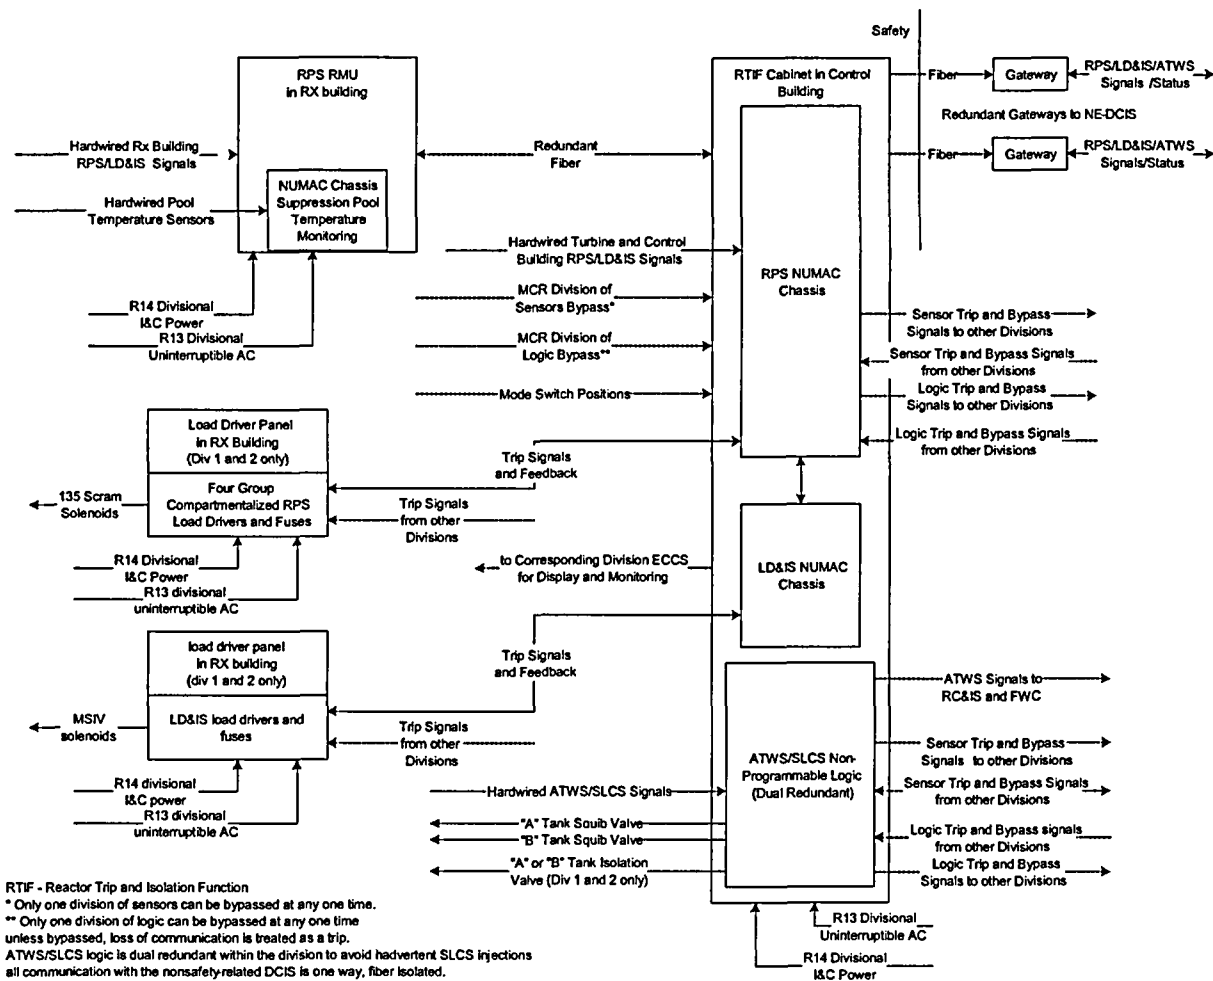 Safety
RPS RMU
in RX building
Hardwired Rx Building
RPS/LD&IS Signals
Hardwired Pool
Temperature Sensors
NUMAC Chassis
Suppression Pool
Temperature
Monitoring
R14 Divisional
I&C Power
R13 Divisional
Uninterruptible AC
Redundant
Fiber
RTIF Cabinet in Control
Building
Fiber
Gateway
RPS/LD&IS/ATWS
Signals /Status
Redundant Gateways to NE-DCIS
Fiber
Gateway
RPS/LD&IS/ATWS
Signals/Status
Hardwired Turbine and Control
Building RPS/LD&IS Signals
MCR Division of
Sensors Bypass*
MCR Division of
Logic Bypass**
Mode Switch Positions
RPS NUMAC
Chassis
Sensor Trip and Bypass
Signals to other Divisions
Sensor Trip and Bypass Signals
from other Divisions
Logic Trip and Bypass
Signals to other Divisions
Logic Trip and Bypass Signals
from other Divisions
Load Driver Panel
in RX Building
(Div 1 and 2 only)
Four Group
Compartmentalized RPS
Load Drivers and Fuses
135 Scram
Solenoids
Trip Signals
and Feedback
Trip Signals
from other
Divisions
R14 Divisional
I&C Power
R13 divisional
uninterruptible AC
to Corresponding Division ECCS
for Display and Monitoring
LD&IS NUMAC
Chassis
load driver panel
in RX building
(div 1 and 2 only)
LD&IS load drivers and
fuses
MSIV
solenoids
Trip Signals
and Feedback
Trip Signals
from other
Divisions
R14 divisional
I&C power
R13 divisional
uninterruptible AC
ATWS/SLCS Non-
Programmable Logic
(Dual Redundant)
Hardwired ATWS/SLCS Signals
"A" Tank Squib Valve
"B" Tank Squib Valve
"A" or "B" Tank Isolation
Valve (Div 1 and 2 only)
ATWS Signals to
RC&IS and FWC
Sensor Trip and Bypass
Signals to other Divisions
Sensor Trip and Bypass Signals
from other Divisions
Logic Trip and Bypass signals
from other Divisions
Logic Trip and Bypass
Signals to other Divisions
R13 Divisional
Uninterruptible AC
R14 Divisional
I&C Power
RTIF - Reactor Trip and Isolation Function
* Only one division of sensors can be bypassed at any one time.
** Only one division of logic can be bypassed at any one time
unless bypassed, loss of communication is treated as a trip.
ATWS/SLCS logic is dual redundant within the division to avoid hadvertent SLCS injections
all communication with the nonsafety-related DCIS is one way, fiber isolated.